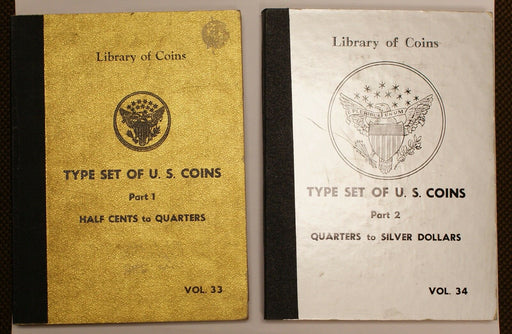 Library of Coins
TYPE SET OF U. S. COINS
Part 1
HALF CENTS to QUARTERS
VOL. 33
Library of Coins
TYPE SET OF U. S. COINS
Part 2
QUARTERS to SILVER DOLLARS
VOL. 34